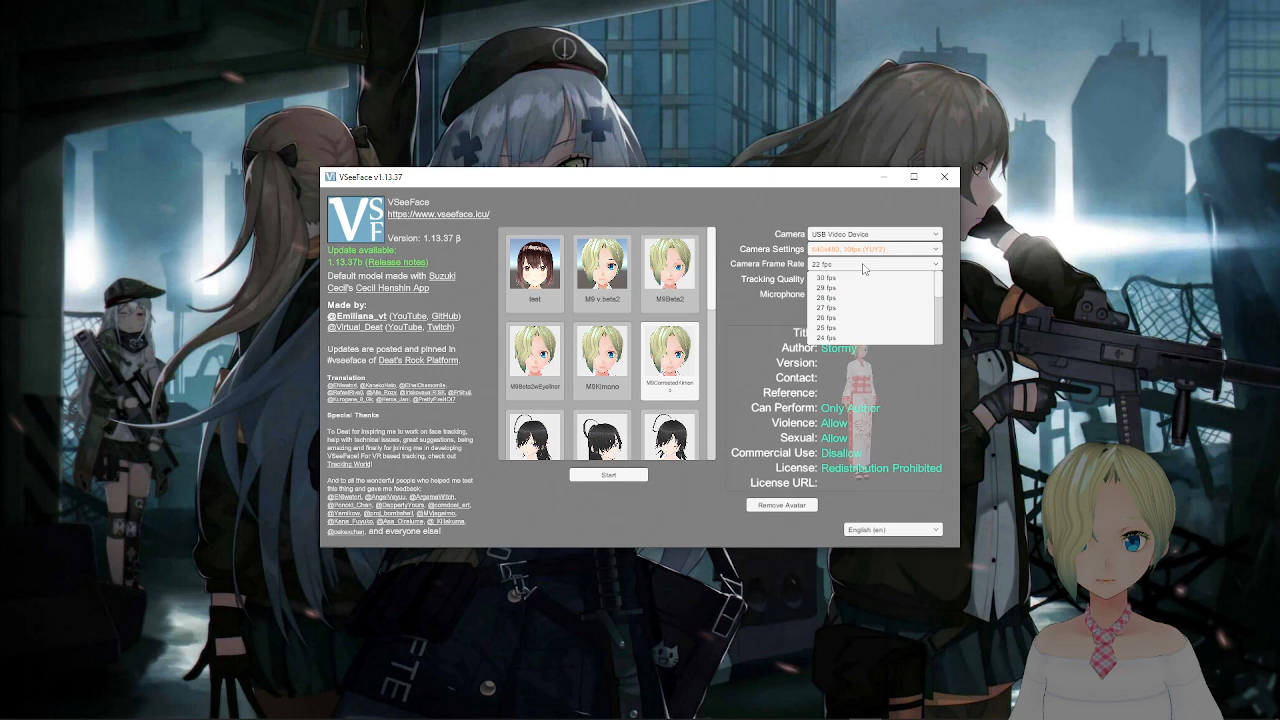 VSeeFace v1.13.37
VSF
VSeeFace
https://www.vseeface.icu/
Version: 1.13.37 β
Update available:
1.13.37b (Release notes)
Default model made with Suzuki
Cecil's Cecil Henshin App
Made by:
@Emiliana_vt (YouTube, GitHub)
@Virtual_Deat (YouTube, Twitch)
Updates are posted and pinned in
#vseeface of Deat's Rock Platform.
Translation
Special Thanks
To Deat for inspiring me to work on face tracking,
help with technical issues, great suggestions, being
amazing and finally for joining me in developing
VSeeFace! For VR based tracking, check out
Tracking World!
And to all the wonderful people who helped me test
this thing and gave me feedback:
and everyone else!
test
M9 v.beta2
M9Beta2
M9Beta2wEyeliner
M9Kimono
M9CorrectedKimono
Start
Camera USB Video Device
Camera Settings 640x480, 30fps (YUY2)
Camera Frame Rate 22 fps
Tracking Quality 30 fps
29 fps
Microphone
28 fps
27 fps
26 fps
25 fps
24 fps
Author: Stormy
Version:
Contact:
Reference:
Can Perform: Only Author
Violence: Allow
Sexual: Allow
Commercial Use: Disallow
License: Redistribution Prohibited
License URL:
Remove Avatar
English (en)
FTE